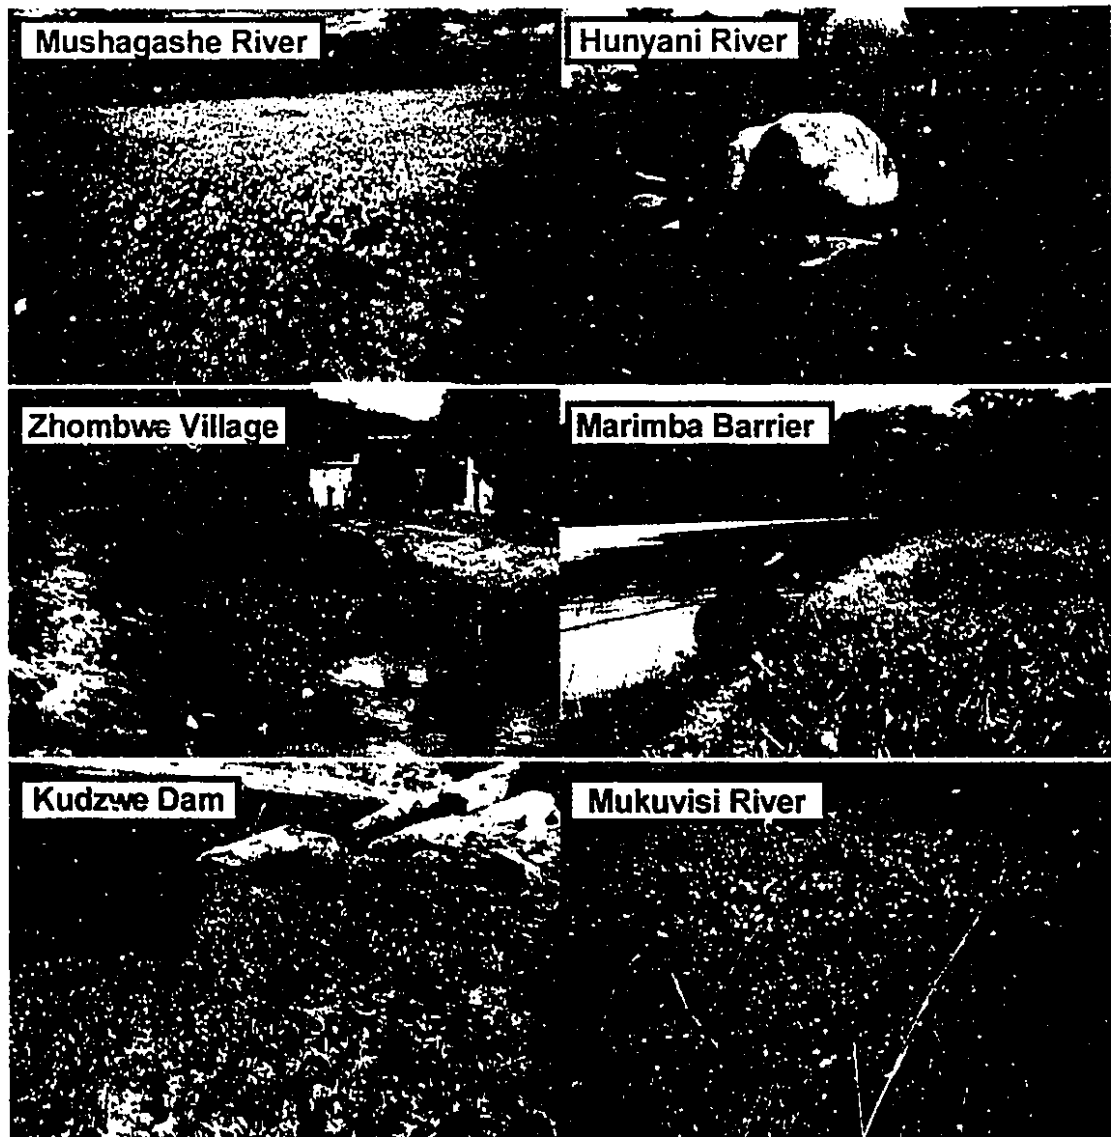 Mushagashe River
Hunyani River
Zhombwe Village
Marimba Barrier
Kudzwe Dam
Mukuvisi River